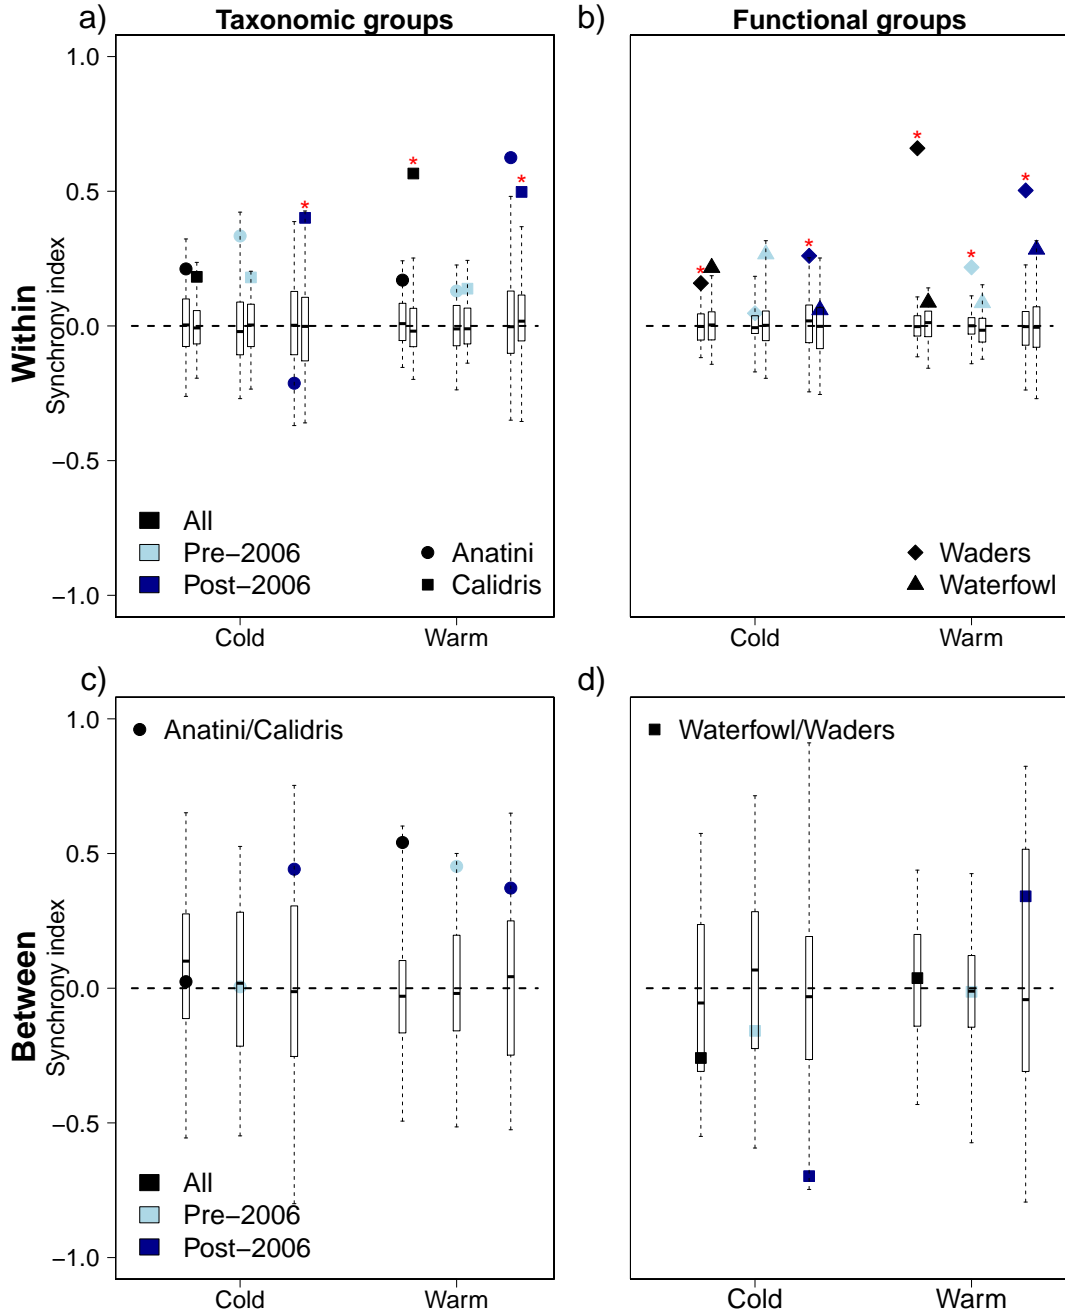 a)
Taxonomic groups
b)
Functional groups
Within
Synchrony index
1.0
0.5
0.0
−0.5
−1.0
*
*
*
*
*
*
*
*
All
Pre−2006
Post−2006
Anatini
Calidris
Waders
Waterfowl
Cold
Warm
Cold
Warm
c)
d)
Between
Synchrony index
1.0
0.5
0.0
−0.5
−1.0
Anatini/Calidris
Waterfowl/Waders
All
Pre−2006
Post−2006
Cold
Warm
Cold
Warm